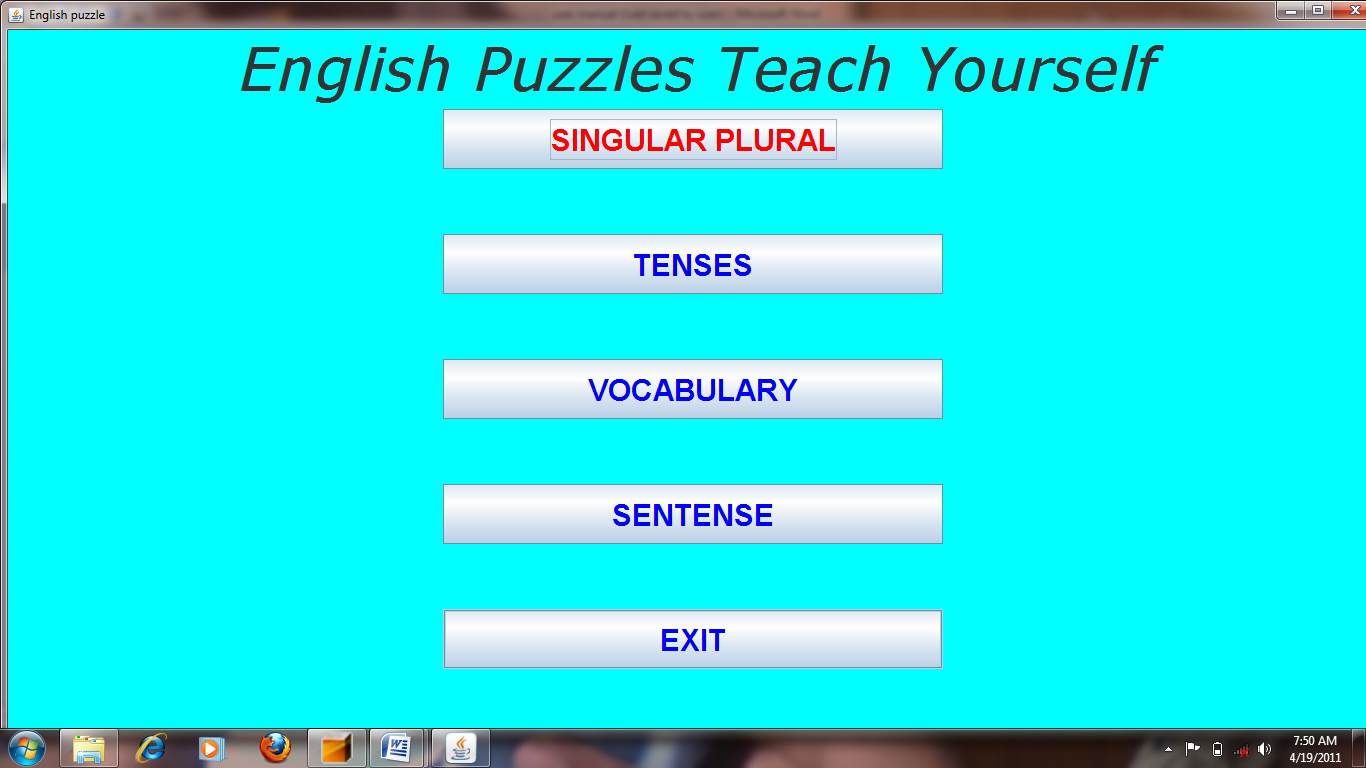 English puzzle
English Puzzles Teach Yourself
SINGULAR PLURAL
TENSES
VOCABULARY
SENTENSE
EXIT
7:50 AM
4/19/2011